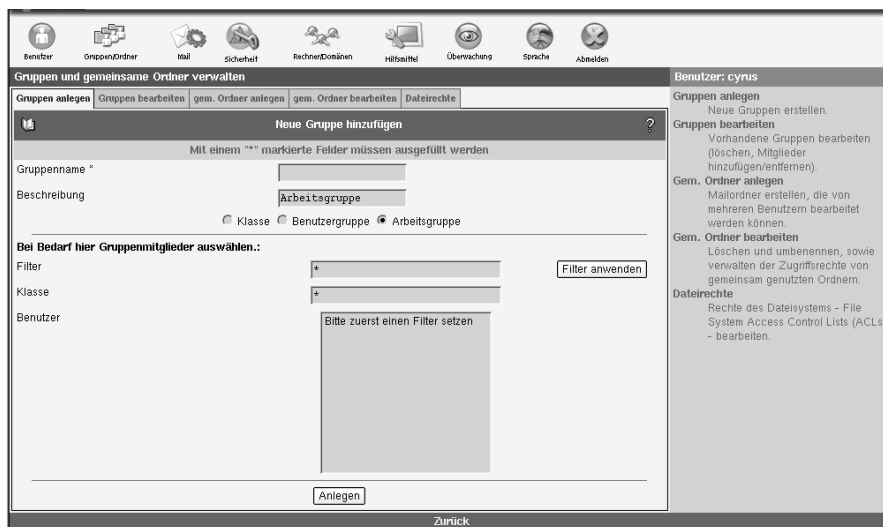 Benutzer
Gruppen/Ordner
Mail
Sicherheit
Rechner/Domänen
Hilfsmittel
Überwachung
Sprache
Abmelden
Gruppen und gemeinsame Ordner verwalten
Gruppen anlegen
Gruppen bearbeiten
gem. Ordner anlegen
gem. Ordner bearbeiten
Dateirechte
Neue Gruppe hinzufügen
?
Mit einem "*" markierte Felder müssen ausgefüllt werden
Gruppenname *
Beschreibung
Arbeitsgruppe
Klasse
Benutzergruppe
Arbeitsgruppe
Bei Bedarf hier Gruppenmitglieder auswählen.:
Filter
*
Filter anwenden
Klasse
*
Benutzer
Bitte zuerst einen Filter setzen
Anlegen
Zurück
Benutzer: cyrus
Gruppen anlegen
Neue Gruppen erstellen.
Gruppen bearbeiten
Vorhandene Gruppen bearbeiten
(löschen, Mitglieder
hinzufügen/entfernen).
Gem. Ordner anlegen
Mailordner erstellen, die von
mehreren Benutzern bearbeitet
werden können.
Gem. Ordner bearbeiten
Löschen und umbenennen, sowie
verwalten der Zugriffsrechte von
gemeinsam genutzten Ordnern.
Dateirechte
Rechte des Dateisystems - File
System Access Control Lists (ACLs
- bearbeiten.